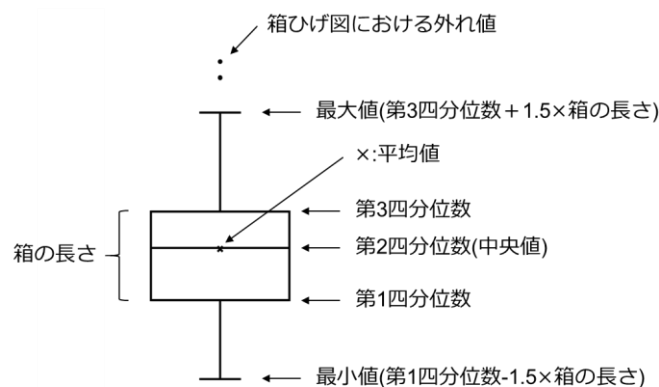 箱ひげ図における外れ値
最大値(第3四分位数＋1.5×箱の長さ)
×:平均値
第3四分位数
第2四分位数(中央値)
箱の長さ
第1四分位数
最小値(第1四分位数-1.5×箱の長さ)